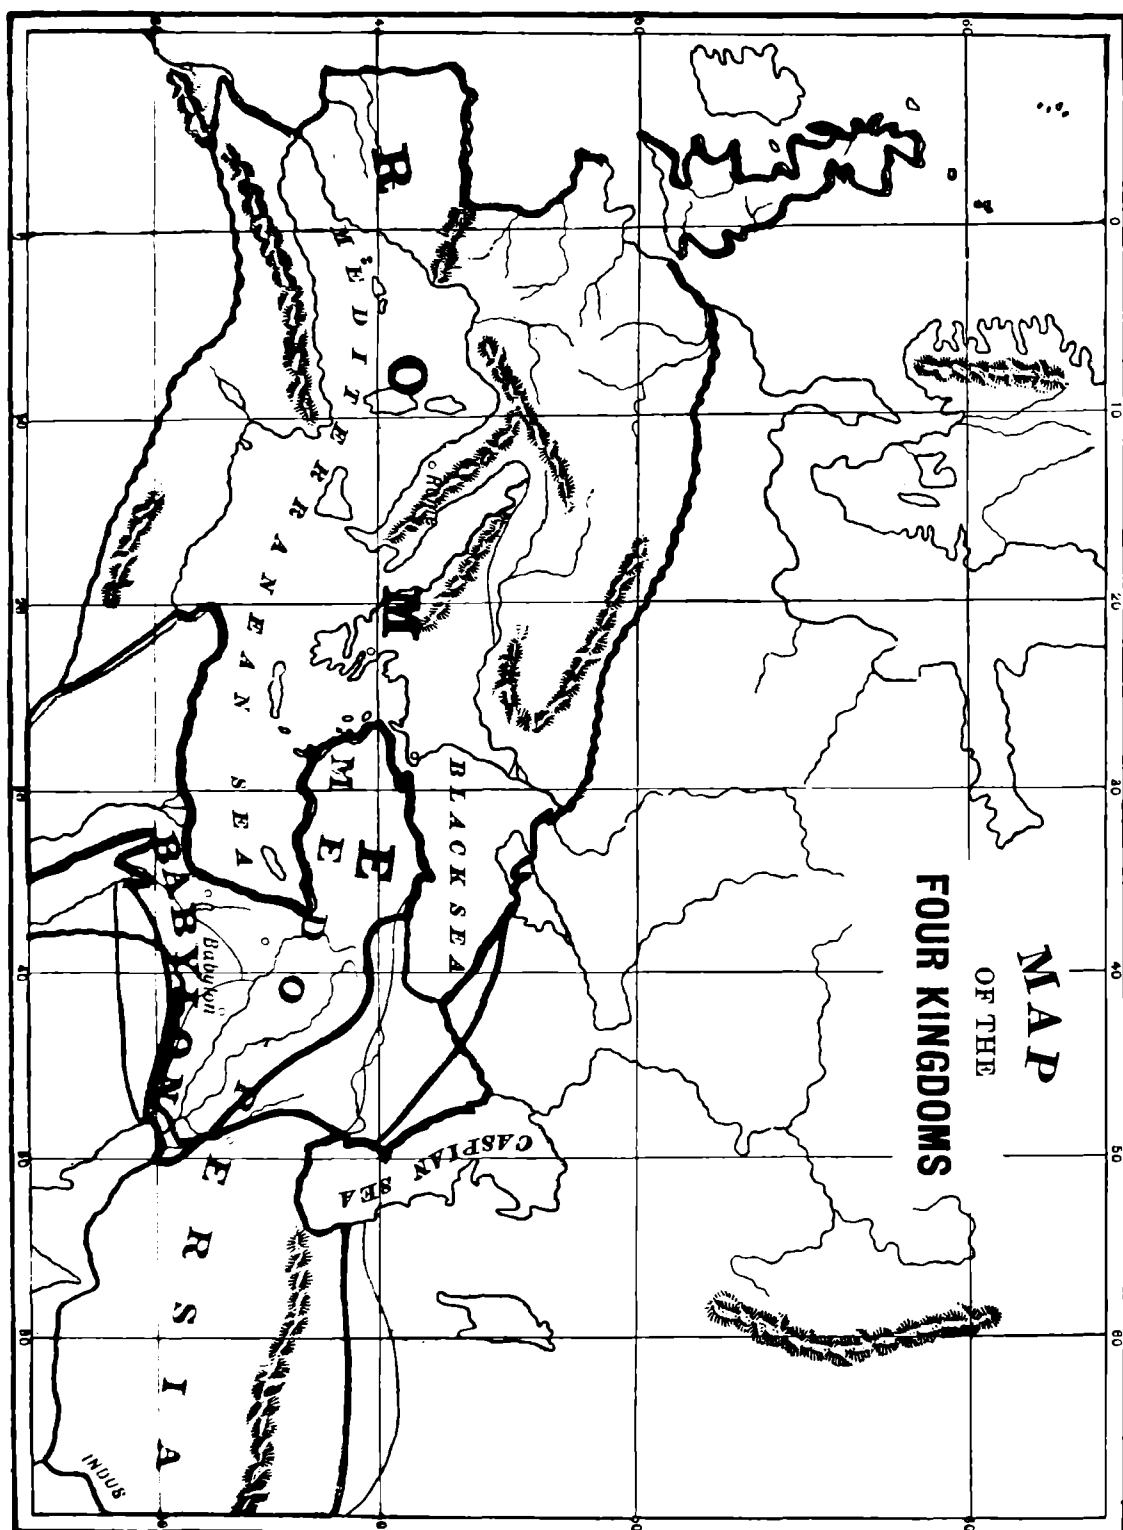 MAP
OF THE
FOUR KINGDOMS
0 10 20 30 40 50 60
ROME
MEDITERRANEAN SEA
BLACK SEA
CASPIAN SEA
Rome
MEDO PERSIA
Babylon
BABYLON
INDUS